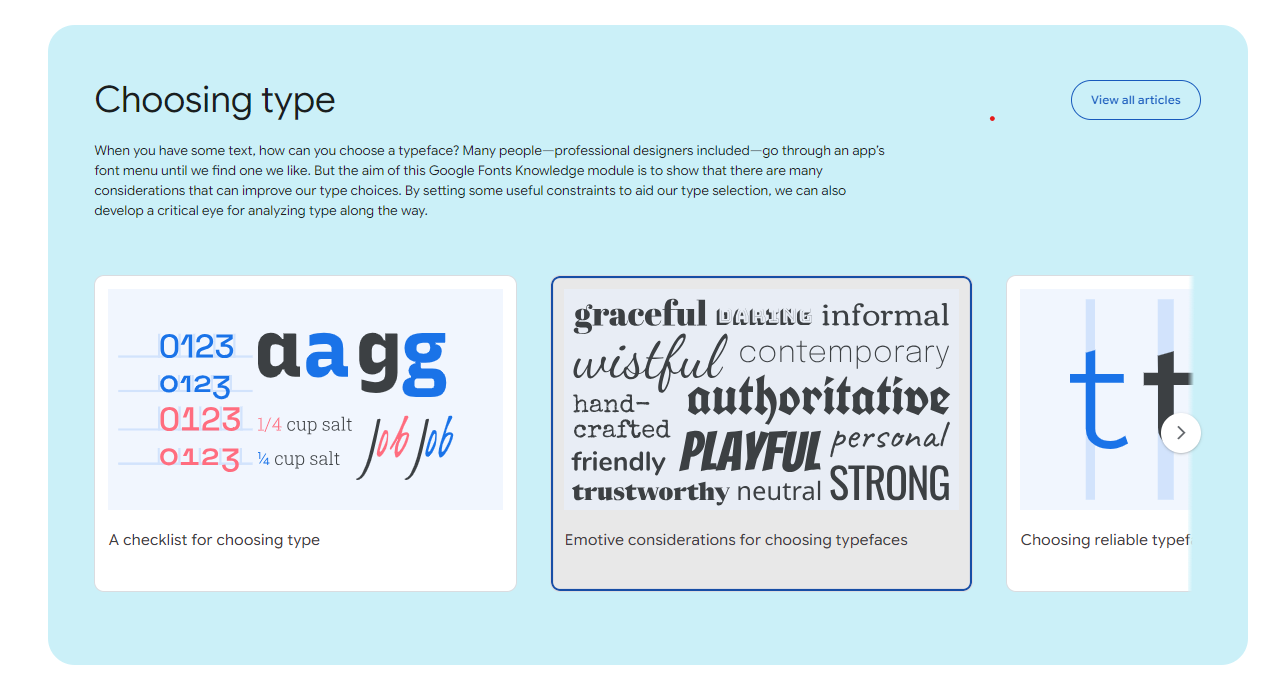 Choosing type
View all articles
When you have some text, how can you choose a typeface? Many people—professional designers included—go through an app’s
font menu until we find one we like. But the aim of this Google Fonts Knowledge module is to show that there are many
considerations that can improve our type choices. By setting some useful constraints to aid our type selection, we can also
develop a critical eye for analyzing type along the way.
0123
0123
0123
0123
aagg
1/4 cup salt
¼ cup salt
Job Job
A checklist for choosing type
graceful DARING informal
wistful contemporary
hand-
crafted
authoritative
friendly PLAYFUL personal
trustworthy neutral STRONG
Emotive considerations for choosing typefaces
t t
Choosing reliable typef